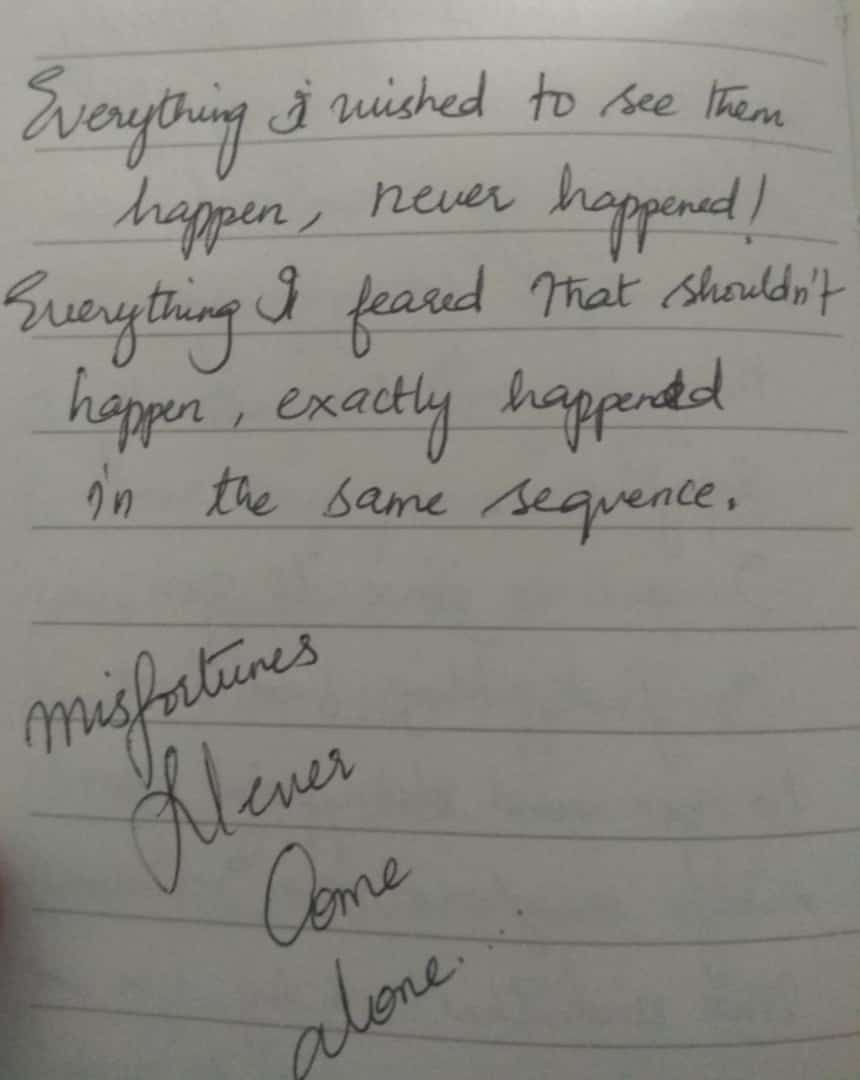 Everything I wished to see them
happen, never happened!
Everything I feared that shouldn't
happen, exactly happened
in the same sequence.
misfortunes
Never
Come
alone....